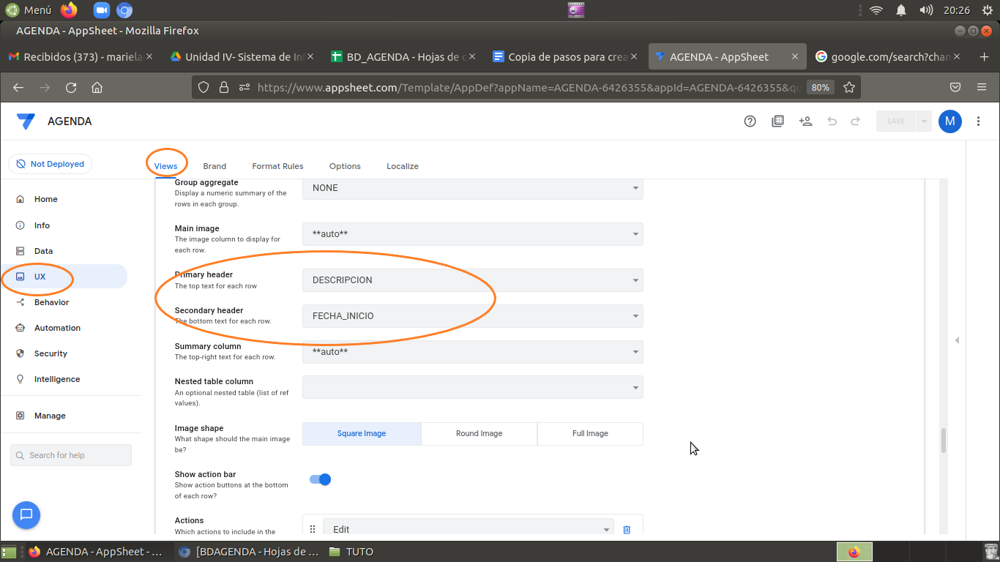 Menú
20:26
AGENDA - AppSheet - Mozilla Firefox
Recibidos (373) - mariela
Unidad IV- Sistema de Inf
BD_AGENDA - Hojas de c
Copia de pasos para crea
AGENDA - AppSheet
google.com/search?chan
https://www.appsheet.com/Template/AppDef?appName=AGENDA-6426355&appId=AGENDA-6426355&qu
80%
AGENDA
SAVE
M
Not Deployed
Views
Brand
Format Rules
Options
Localize
Home
Info
Data
UX
Behavior
Automation
Security
Intelligence
Manage
Search for help
Group aggregate
Display a numeric summary of the
rows in each group.
NONE
Main image
The image column to display for
each row.
**auto**
Primary header
The top text for each row
DESCRIPCION
Secondary header
The bottom text for each row.
FECHA_INICIO
Summary column
The top-right text for each row.
**auto**
Nested table column
An optional nested table (list of ref
values).
Image shape
What shape should the main image
be?
Square Image
Round Image
Full Image
Show action bar
Show action buttons at the bottom
of each row?
Actions
Which actions to include in the
Edit
AGENDA - AppSheet - ...
[BDAGENDA - Hojas de ...
TUTO